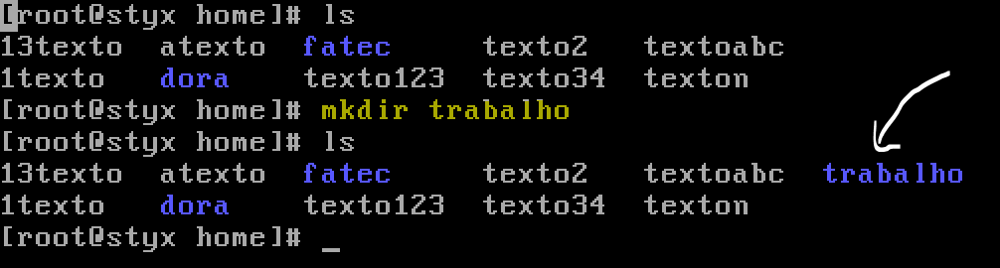 [root@styx home]# ls
13texto atexto fatec texto2 textoabc
1texto dora texto123 texto34 texton
[root@styx home]# mkdir trabalho
[root@styx home]# ls
13texto atexto fatec texto2 textoabc trabalho
1texto dora texto123 texto34 texton
[root@styx home]# _